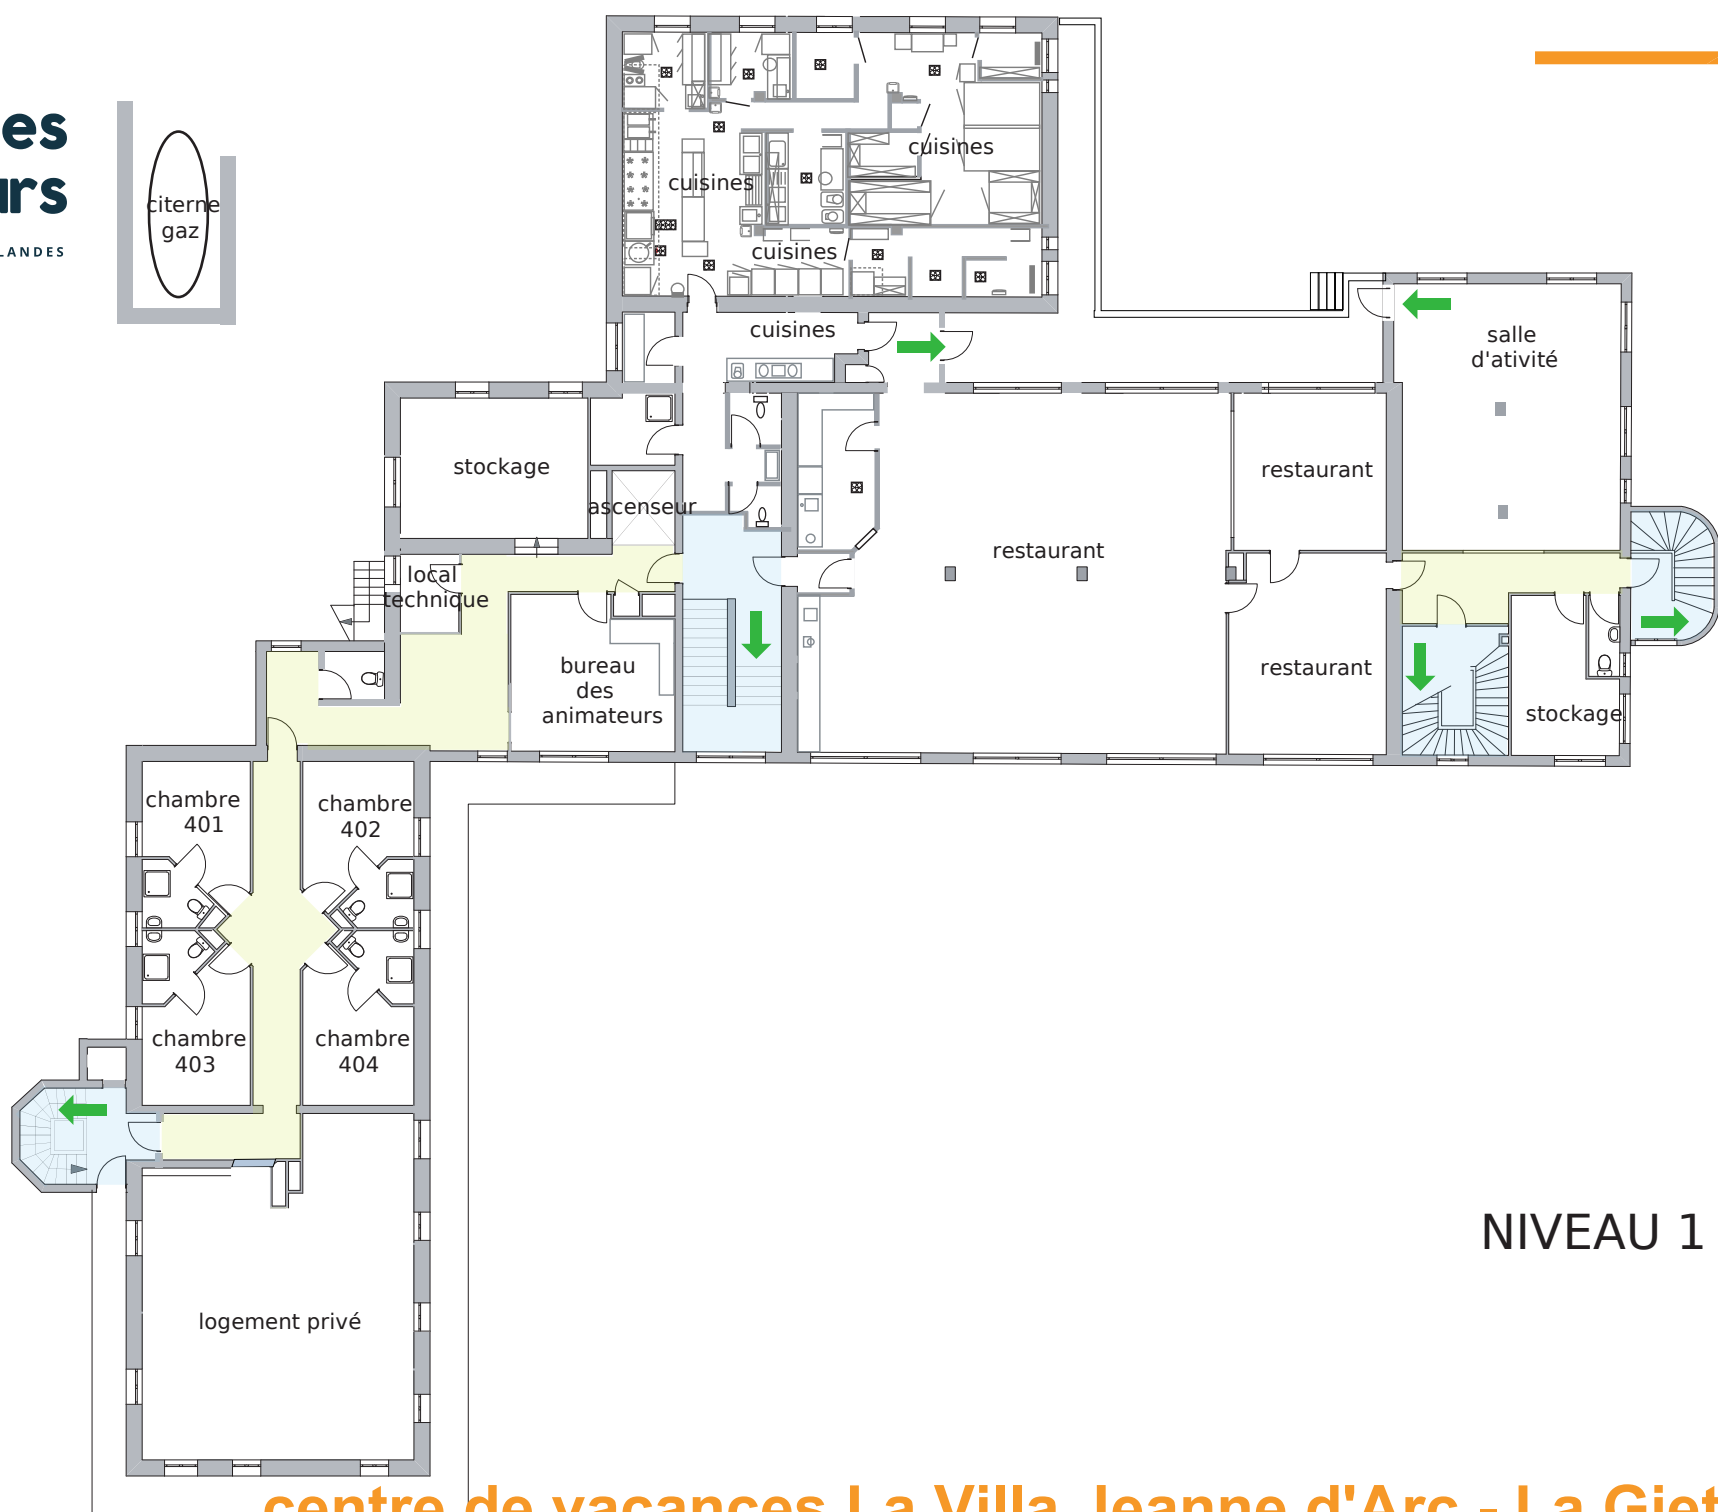 es
urs
LANDES
citerne
gaz
cuisines
cuisines
cuisines
cuisines
salle
d'ativité
stockage
ascenseur
restaurant
restaurant
restaurant
local
technique
bureau
des
animateurs
stockage
chambre
401
chambre
402
chambre
403
chambre
404
logement privé
NIVEAU 1
centre de vacances La Villa Jeanne d'Arc - La Giet